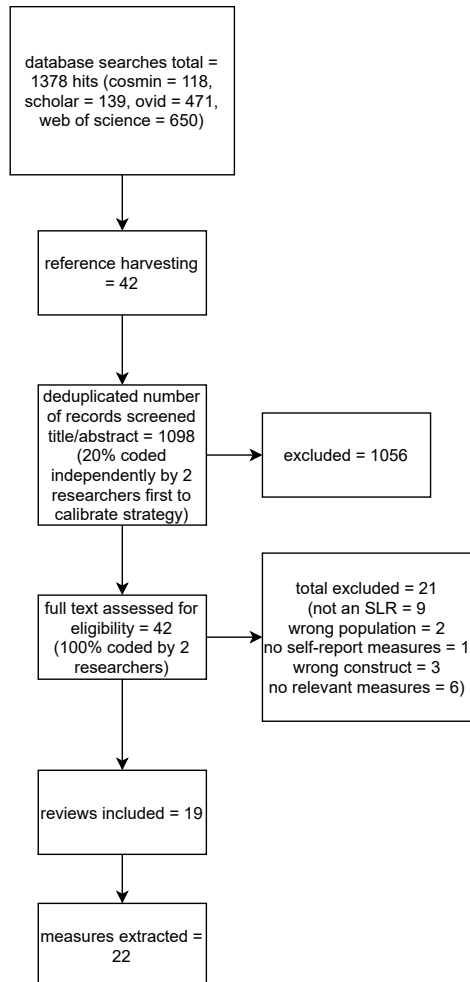 database searches total =
1378 hits (cosmin = 118,
scholar = 139, ovid = 471,
web of science = 650)
reference harvesting
= 42
deduplicated number
of records screened
title/abstract = 1098
(20% coded
independently by 2
researchers first to
calibrate strategy)
excluded = 1056
full text assessed for
eligibility = 42
(100% coded by 2
researchers)
total excluded = 21
(not an SLR = 9
wrong population = 2
no self-report measures = 1
wrong construct = 3
no relevant measures = 6)
reviews included = 19
measures extracted =
22